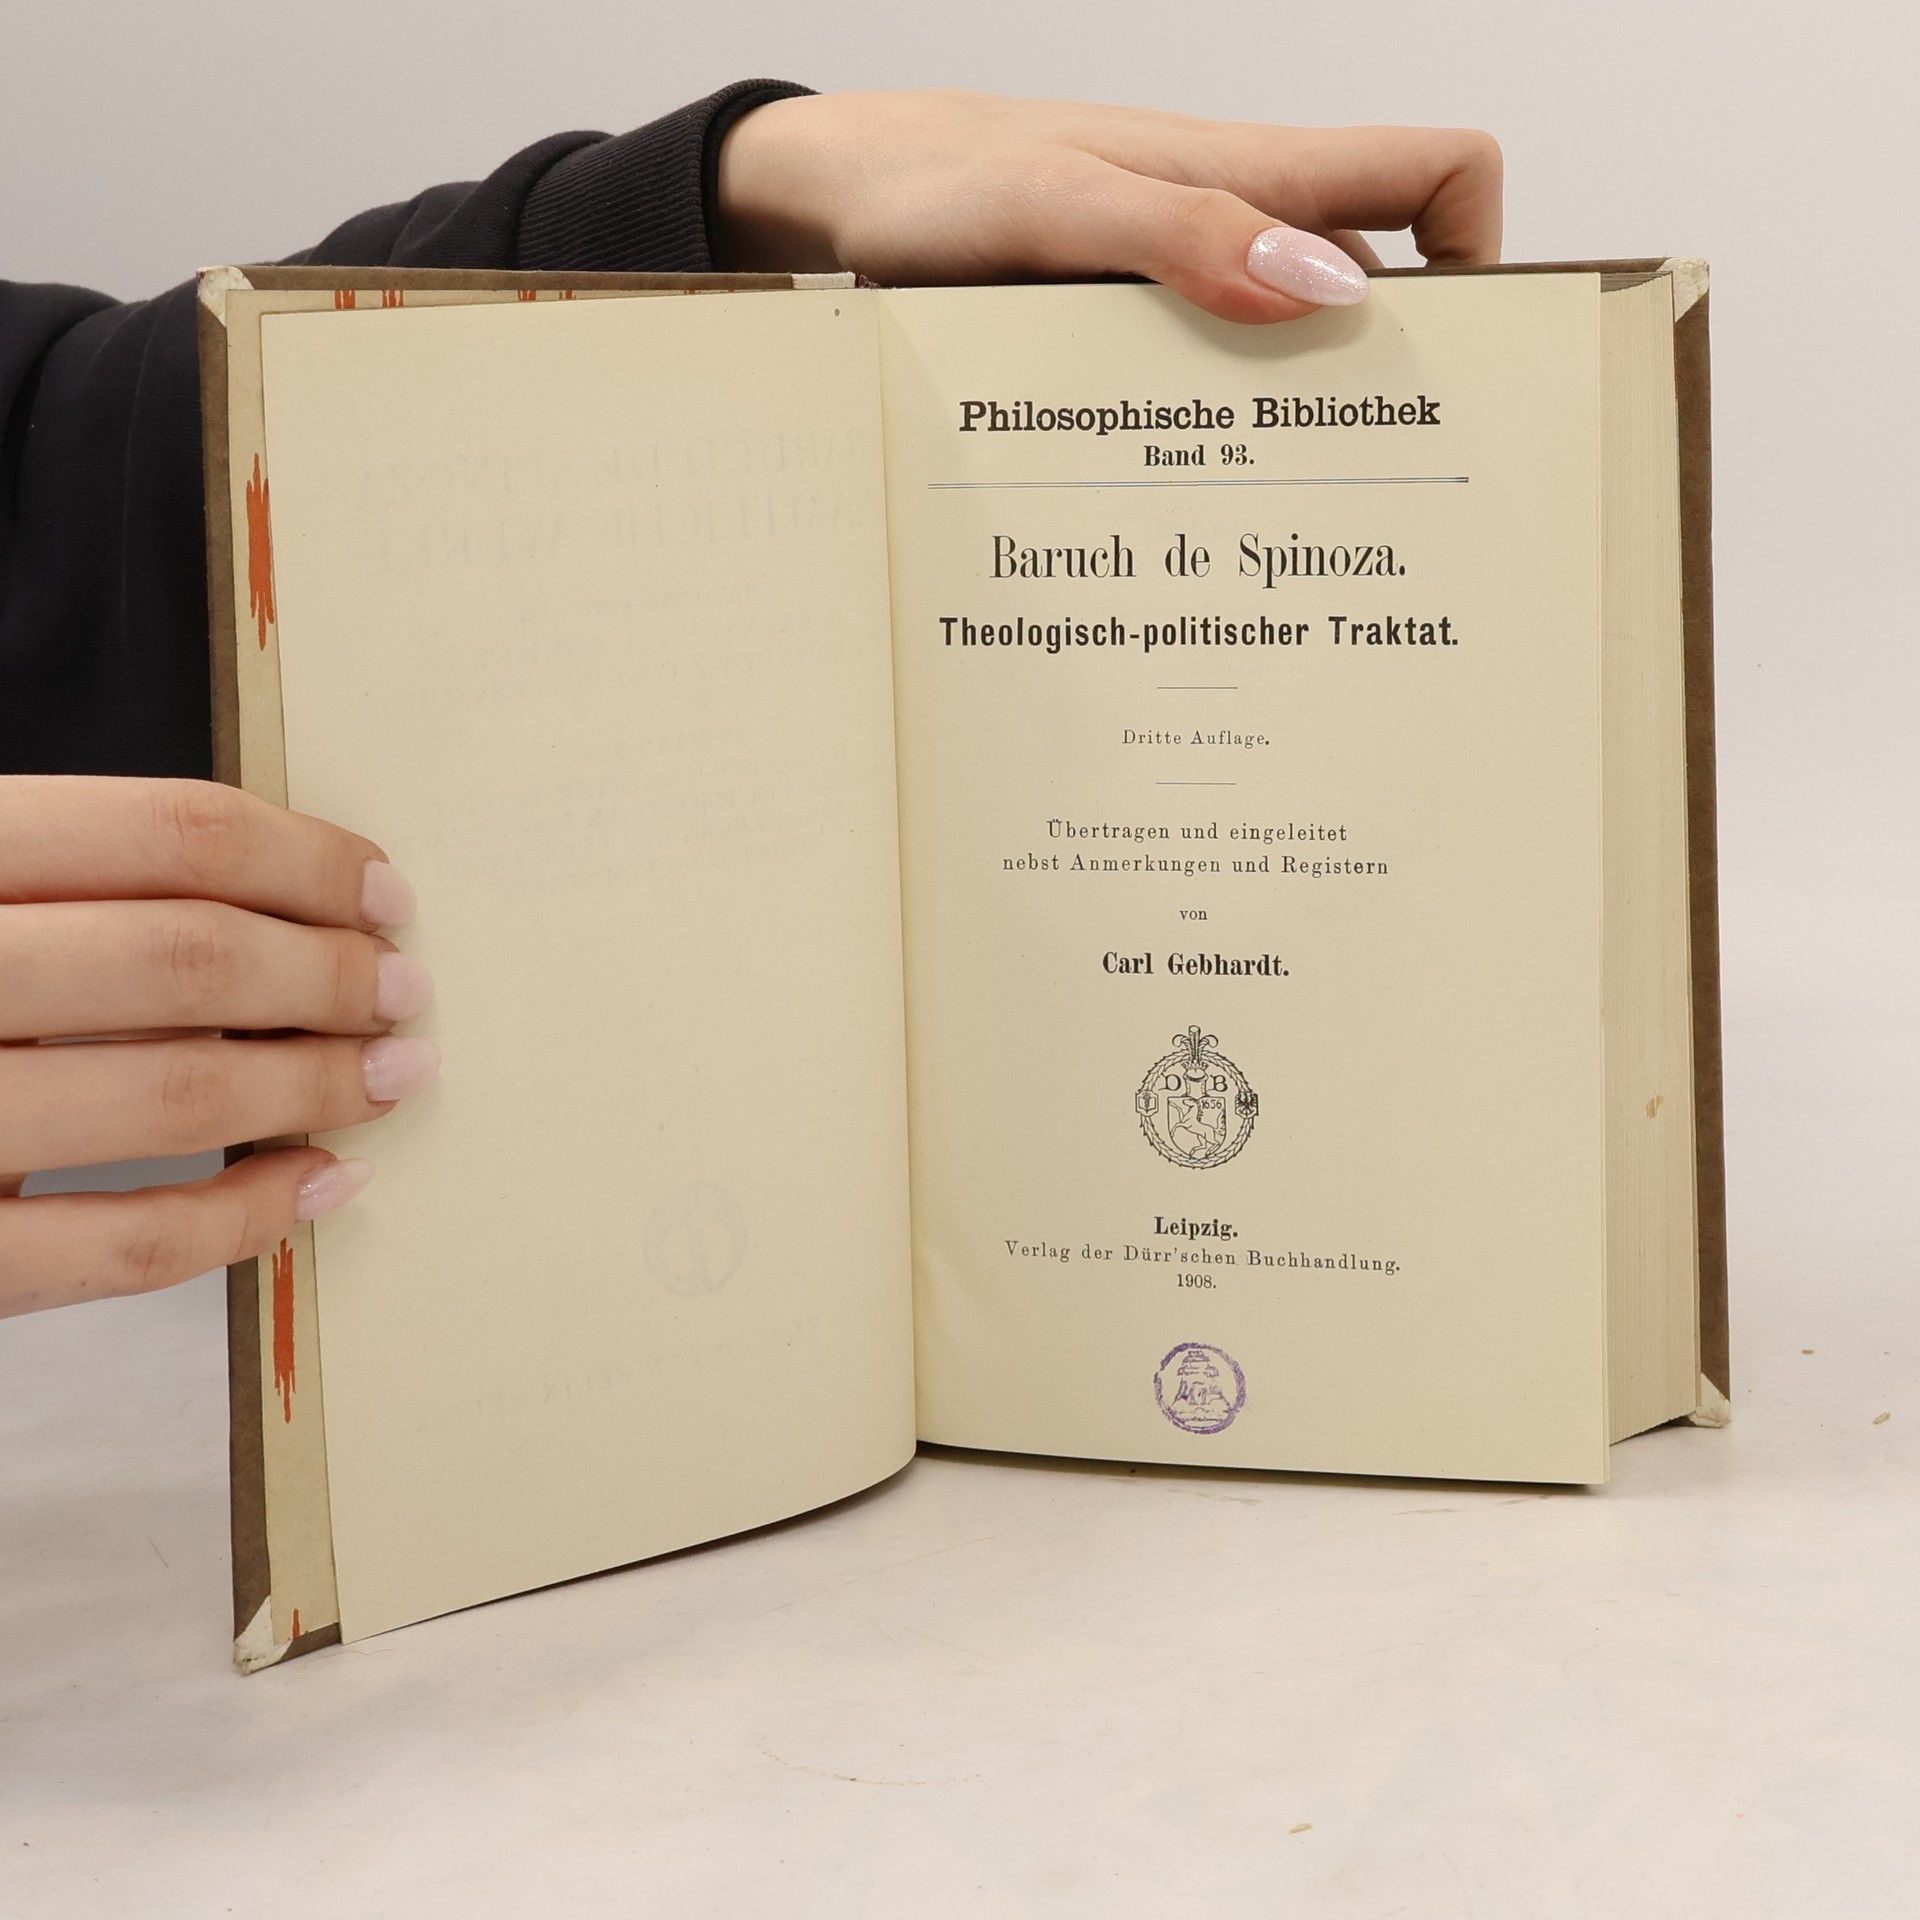 Philosophische Bibliothek
Band 93.
Baruch de Spinoza.
Theologisch-politischer Traktat.
Dritte Auflage.
Übertragen und eingeleitet
nebst Anmerkungen und Registern
von
Carl Gebhardt.
D B
1656
Leipzig.
Verlag der Dürr'schen Buchhandlung.
1908.